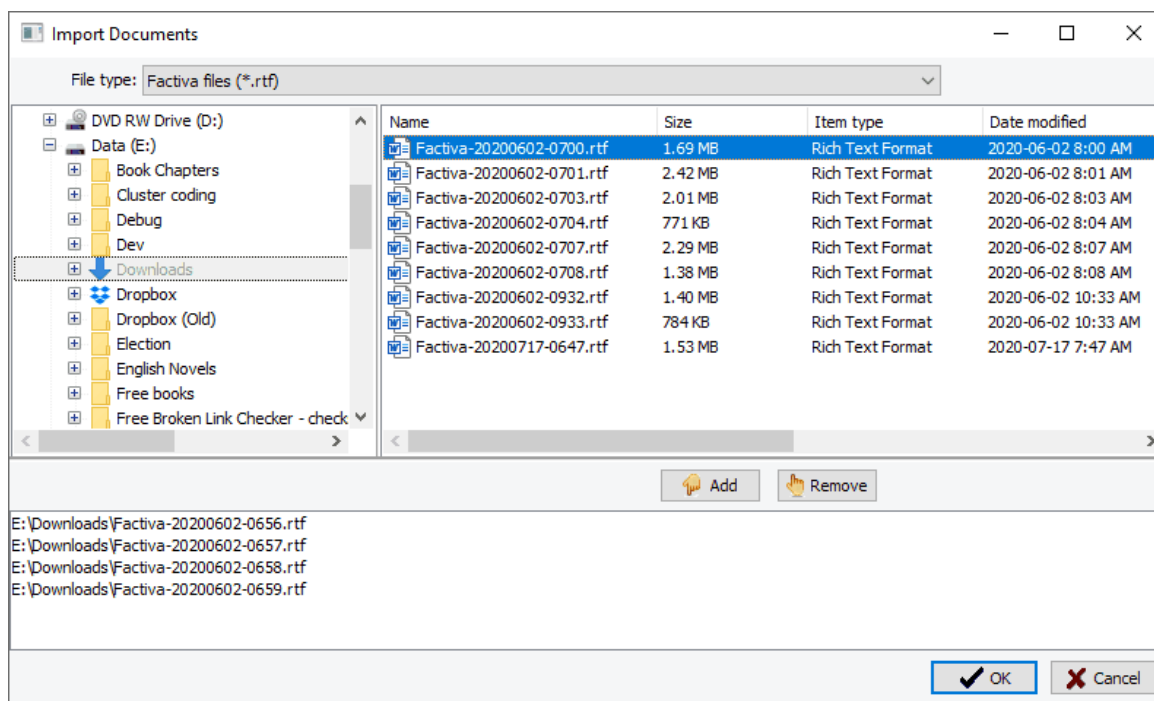 Import Documents
File type: Factiva files (*.rtf)
DVD RW Drive (D:)
Data (E:)
Book Chapters
Cluster coding
Debug
Dev
Downloads
Dropbox
Dropbox (Old)
Election
English Novels
Free books
Free Broken Link Checker - check
Name Size Item type Date modified
Factiva-20200602-0700.rtf 1.69 MB Rich Text Format 2020-06-02 8:00 AM
Factiva-20200602-0701.rtf 2.42 MB Rich Text Format 2020-06-02 8:01 AM
Factiva-20200602-0703.rtf 2.01 MB Rich Text Format 2020-06-02 8:03 AM
Factiva-20200602-0704.rtf 771 KB Rich Text Format 2020-06-02 8:04 AM
Factiva-20200602-0707.rtf 2.29 MB Rich Text Format 2020-06-02 8:07 AM
Factiva-20200602-0708.rtf 1.38 MB Rich Text Format 2020-06-02 8:08 AM
Factiva-20200602-0932.rtf 1.40 MB Rich Text Format 2020-06-02 10:33 AM
Factiva-20200602-0933.rtf 784 KB Rich Text Format 2020-06-02 10:33 AM
Factiva-20200717-0647.rtf 1.53 MB Rich Text Format 2020-07-17 7:47 AM
Add Remove
E:\Downloads\Factiva-20200602-0656.rtf
E:\Downloads\Factiva-20200602-0657.rtf
E:\Downloads\Factiva-20200602-0658.rtf
E:\Downloads\Factiva-20200602-0659.rtf
OK Cancel